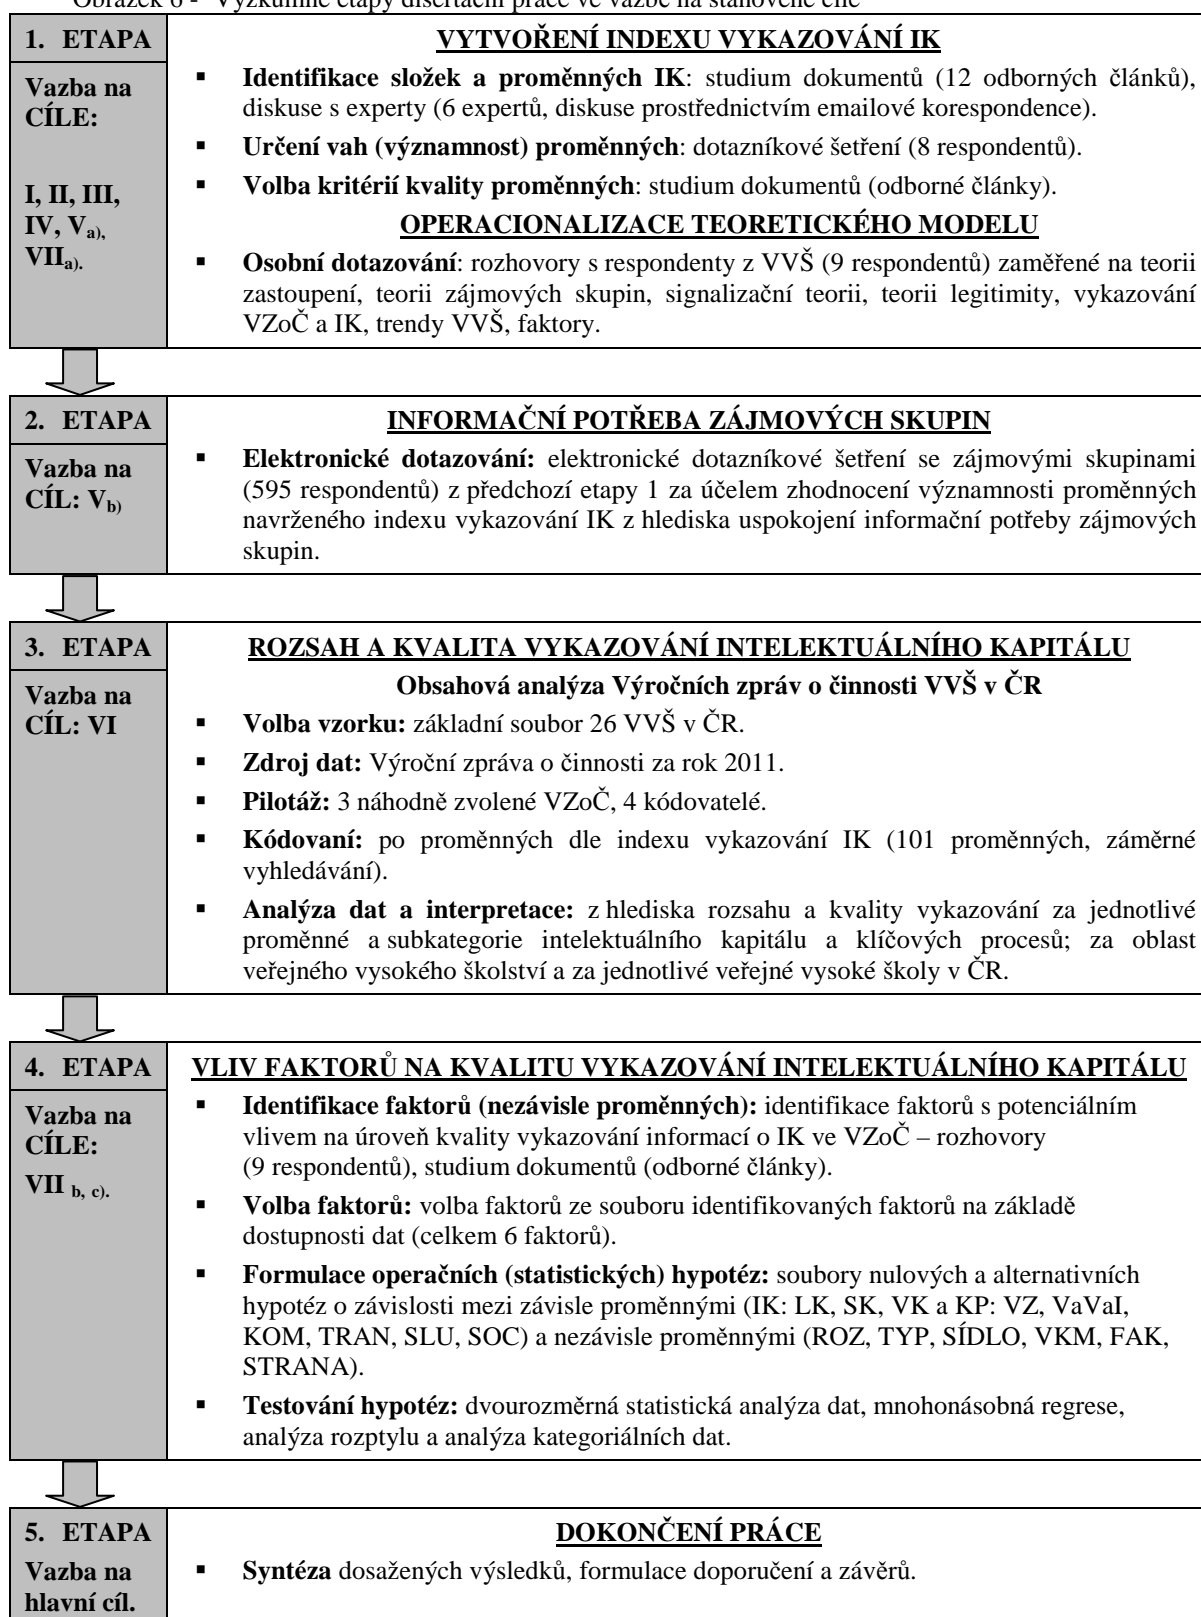 Obrázek 6 - Výzkumné etapy disertační práce ve vazbě na stanovené cíle
1. ETAPA
VYTVOŘENÍ INDEXU VYKAZOVÁNÍ IK
Vazba na
CÍLE:
I, II, III,
IV, Va),
VIIa).
▪ Identifikace složek a proměnných IK: studium dokumentů (12 odborných článků),
diskuse s experty (6 expertů, diskuse prostřednictvím emailové korespondence).
▪ Určení vah (významnost) proměnných: dotazníkové šetření (8 respondentů).
▪ Volba kritérií kvality proměnných: studium dokumentů (odborné články).
OPERACIONALIZACE TEORETICKÉHO MODELU
▪ Osobní dotazování: rozhovory s respondenty z VVŠ (9 respondentů) zaměřené na teorii
zastoupení, teorii zájmových skupin, signalizační teorii, teorii legitimity, vykazování
VZoČ a IK, trendy VVŠ, faktory.
2. ETAPA
INFORMAČNÍ POTŘEBA ZÁJMOVÝCH SKUPIN
Vazba na
CÍL: Vb)
▪ Elektronické dotazování: elektronické dotazníkové šetření se zájmovými skupinami
(595 respondentů) z předchozí etapy 1 za účelem zhodnocení významnosti proměnných
navrženého indexu vykazování IK z hlediska uspokojení informační potřeby zájmových
skupin.
3. ETAPA
ROZSAH A KVALITA VYKAZOVÁNÍ INTELEKTUÁLNÍHO KAPITÁLU
Vazba na
CÍL: VI
Obsahová analýza Výročních zpráv o činnosti VVŠ v ČR
▪ Volba vzorku: základní soubor 26 VVŠ v ČR.
▪ Zdroj dat: Výroční zpráva o činnosti za rok 2011.
▪ Pilotáž: 3 náhodně zvolené VZoČ, 4 kódovatelé.
▪ Kódovaní: po proměnných dle indexu vykazování IK (101 proměnných, záměrné
vyhledávání).
▪ Analýza dat a interpretace: z hlediska rozsahu a kvality vykazování za jednotlivé
proměnné a subkategorie intelektuálního kapitálu a klíčových procesů; za oblast
veřejného vysokého školství a za jednotlivé veřejné vysoké školy v ČR.
4. ETAPA
VLIV FAKTORŮ NA KVALITU VYKAZOVÁNÍ INTELEKTUÁLNÍHO KAPITÁLU
Vazba na
CÍLE:
VII b, c).
▪ Identifikace faktorů (nezávisle proměnných): identifikace faktorů s potenciálním
vlivem na úroveň kvality vykazování informací o IK ve VZoČ – rozhovory
(9 respondentů), studium dokumentů (odborné články).
▪ Volba faktorů: volba faktorů ze souboru identifikovaných faktorů na základě
dostupnosti dat (celkem 6 faktorů).
▪ Formulace operačních (statistických) hypotéz: soubory nulových a alternativních
hypotéz o závislosti mezi závisle proměnnými (IK: LK, SK, VK a KP: VZ, VaVaI,
KOM, TRAN, SLU, SOC) a nezávisle proměnnými (ROZ, TYP, SÍDLO, VKM, FAK,
STRANA).
▪ Testování hypotéz: dvourozměrná statistická analýza dat, mnohonásobná regrese,
analýza rozptylu a analýza kategoriálních dat.
5. ETAPA
DOKONČENÍ PRÁCE
Vazba na
hlavní cíl.
▪ Syntéza dosažených výsledků, formulace doporučení a závěrů.